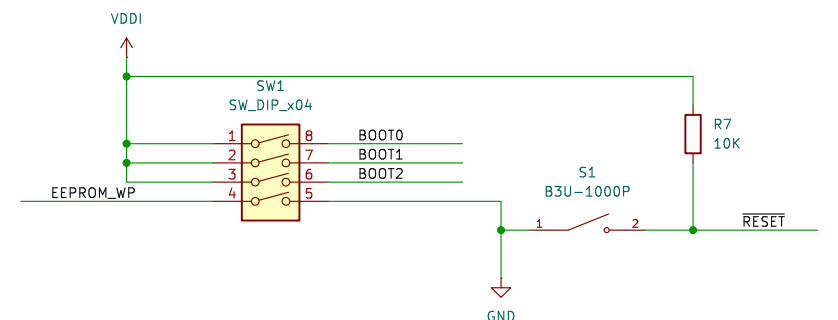 VDDI
SW1
SW_DIP_x04
1 8 BOOT0
2 7 BOOT1
3 6 BOOT2
EEPROM_WP 4 5
R7
10K
S1
B3U-1000P
1 2
RESET
GND